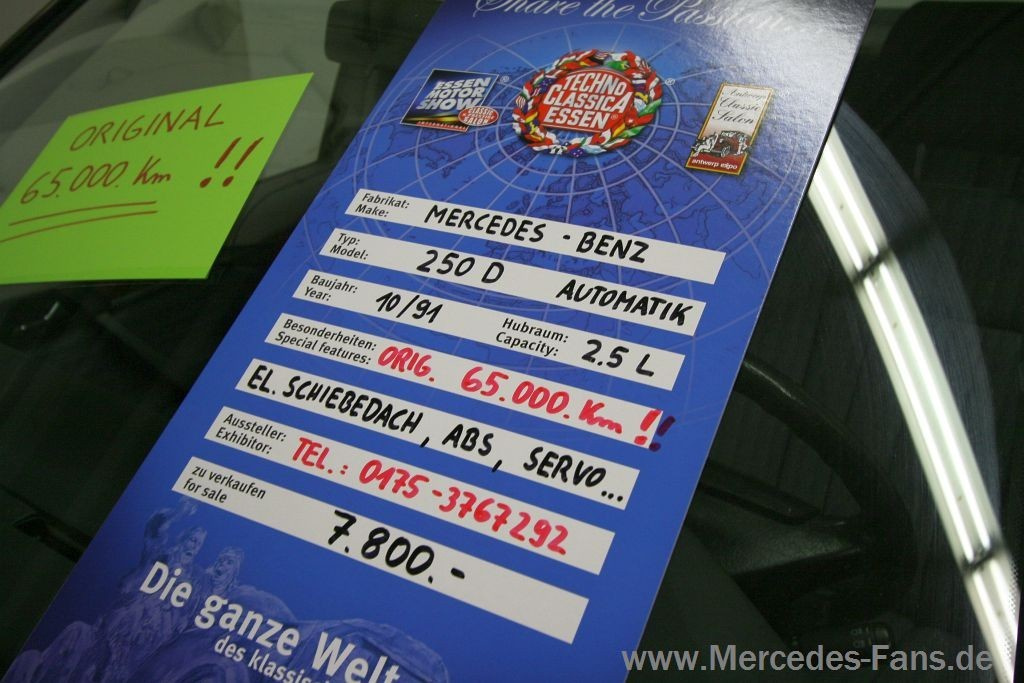 Share the Passion
ORIGINAL
65.000. Km !!
ESSEN
MOTOR
SHOW
TECHNO
CLASSICA
ESSEN
Antwerp
Classic
Salon
antwerp expo
Fabrikat:
Make:
MERCEDES - BENZ
Typ:
Model:
250 D AUTOMATIK
Baujahr:
Year:
10/91
Hubraum:
Capacity:
2.5 L
Besonderheiten:
Special features:
ORIG. 65.000. Km !!
EL. SCHIEBEDACH, ABS, SERVO...
Aussteller:
Exhibitor:
TEL.: 0175-3767292
zu verkaufen
for sale
7.800.-
Die ganze Welt
des
www.Mercedes-Fans.de